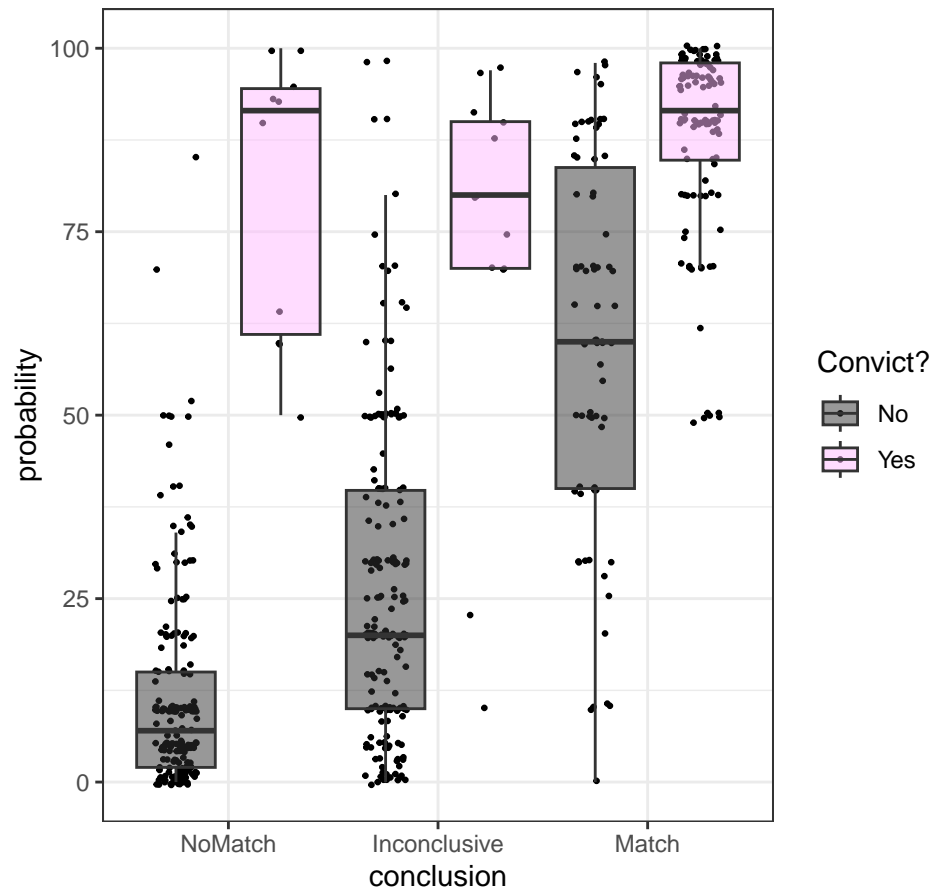 100
75
50
25
0
probability
NoMatch
Inconclusive
Match
conclusion
Convict?
No
Yes